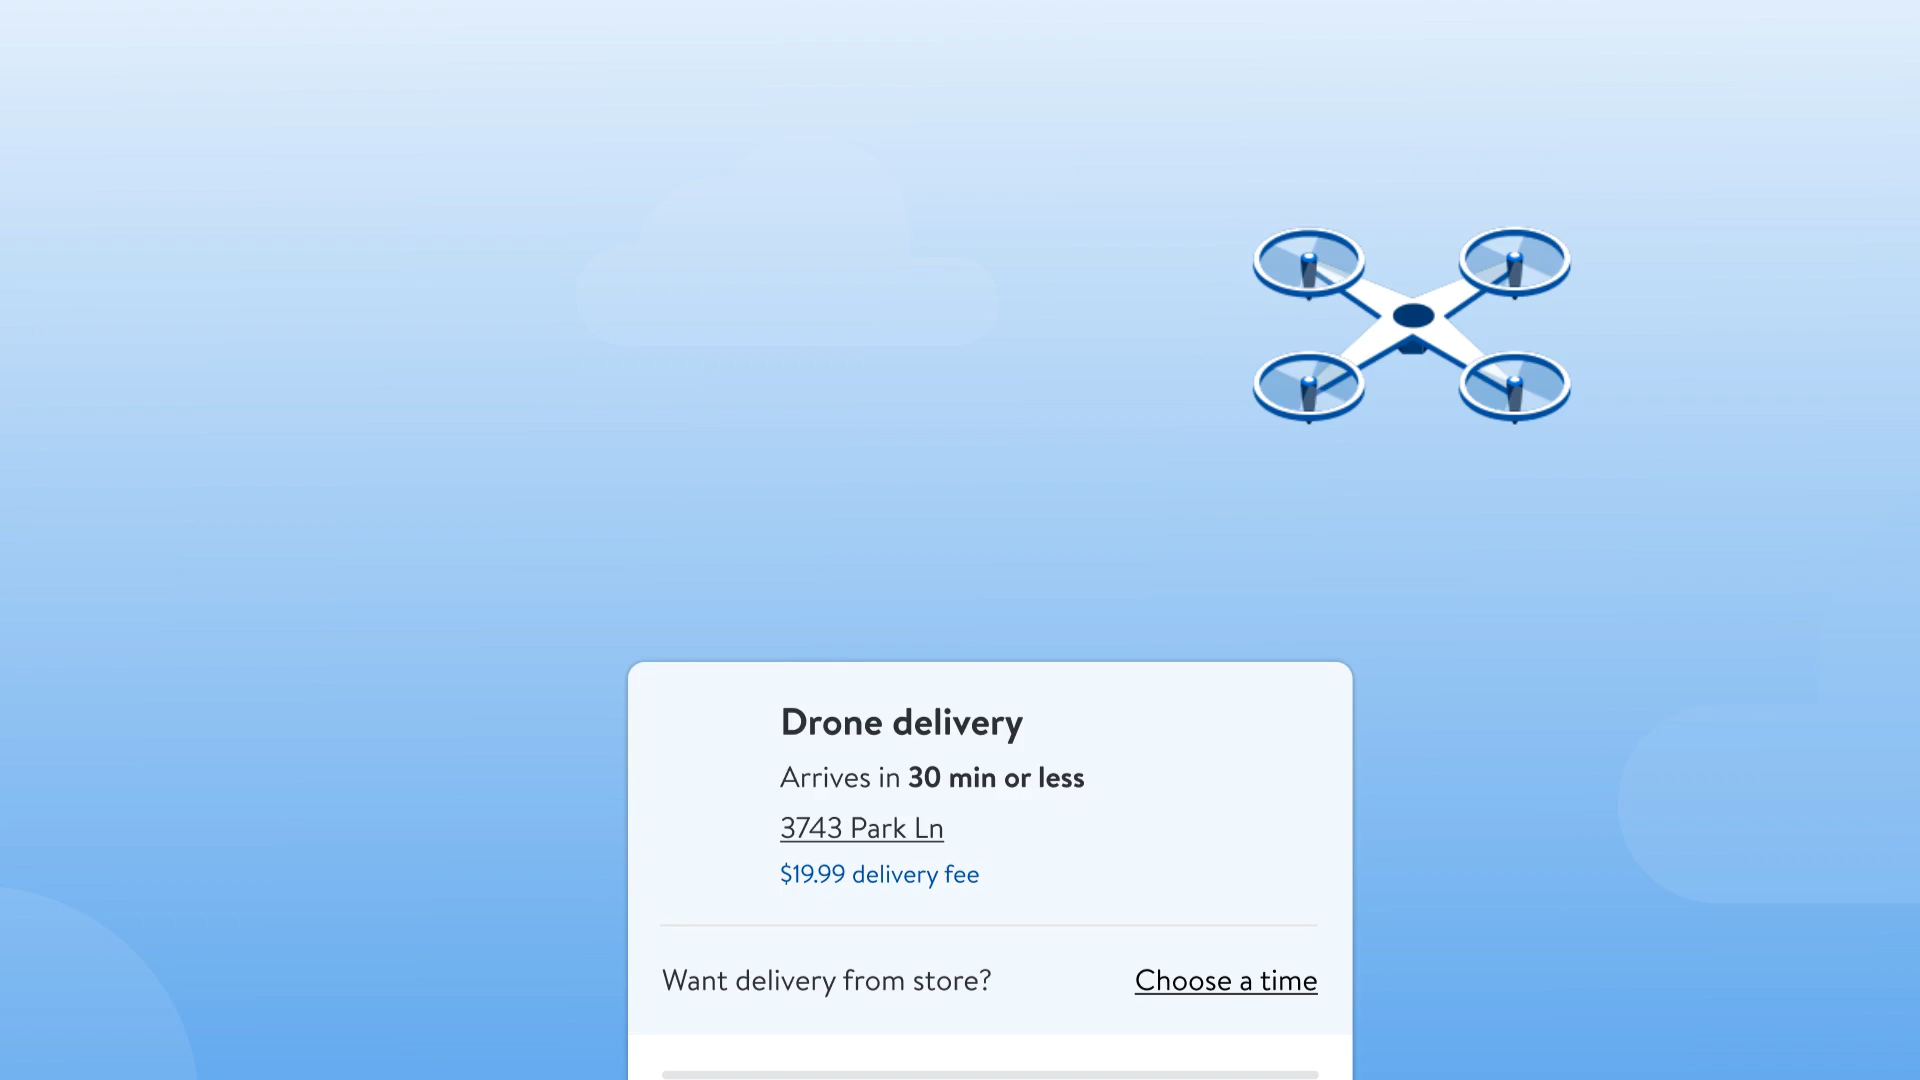 Drone delivery
Arrives in 30 min or less
3743 Park Ln
$19.99 delivery fee
Want delivery from store? Choose a time